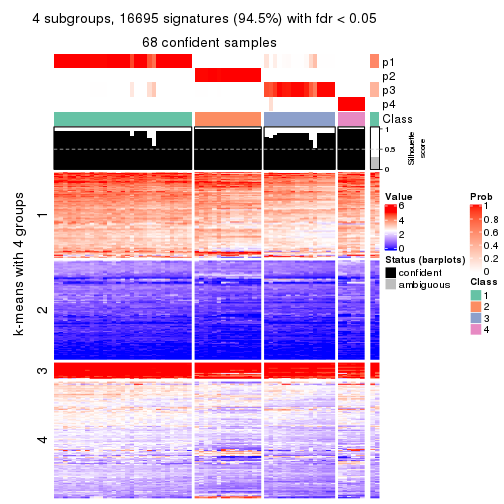 4 subgroups, 16695 signatures (94.5%) with fdr < 0.05
68 confident samples
p1
p2
p3
p4
Class
1
0.5
0
Silhouette
score
k-means with 4 groups
1
2
3
4
Value
6
4
2
0
Status (barplots)
confident
ambiguous
Prob
1
0.8
0.6
0.4
0.2
0
Class
1
2
3
4